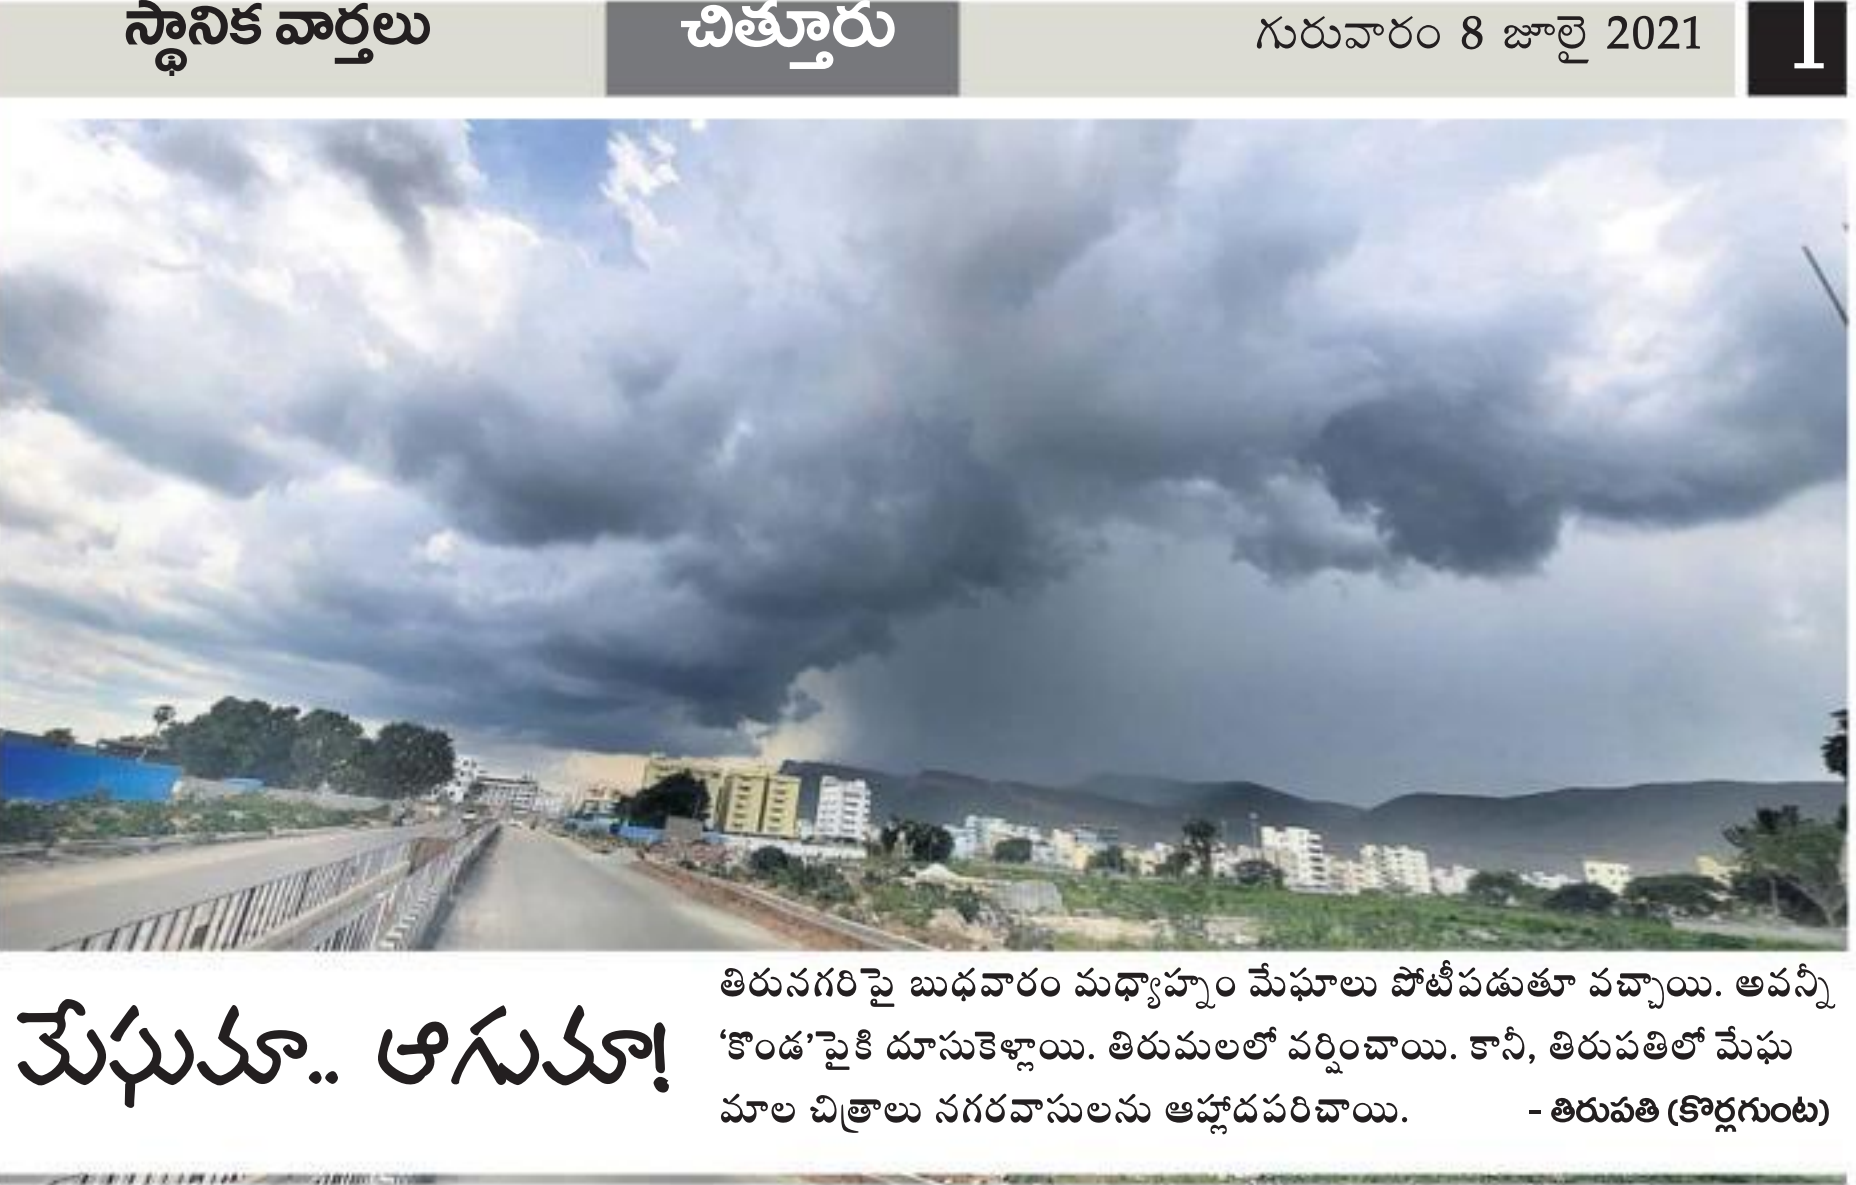 స్థానిక వార్తలు
చిత్తూరు
గురువారం 8 జూలై 2021
1
మేఘమా.. ఆగుమా!
తిరునగరిపై బుధవారం మధ్యాహ్నం మేఘాలు పోటీపడుతూ వచ్చాయి. అవన్నీ
‘కొండ’పైకి దూసుకెళ్లాయి. తిరుమలలో వర్షించాయి. కానీ, తిరుపతిలో మేఘ
మాల చిత్రాలు నగరవాసులను ఆహ్లాదపరిచాయి. - తిరుపతి (కొర్లగుంట)